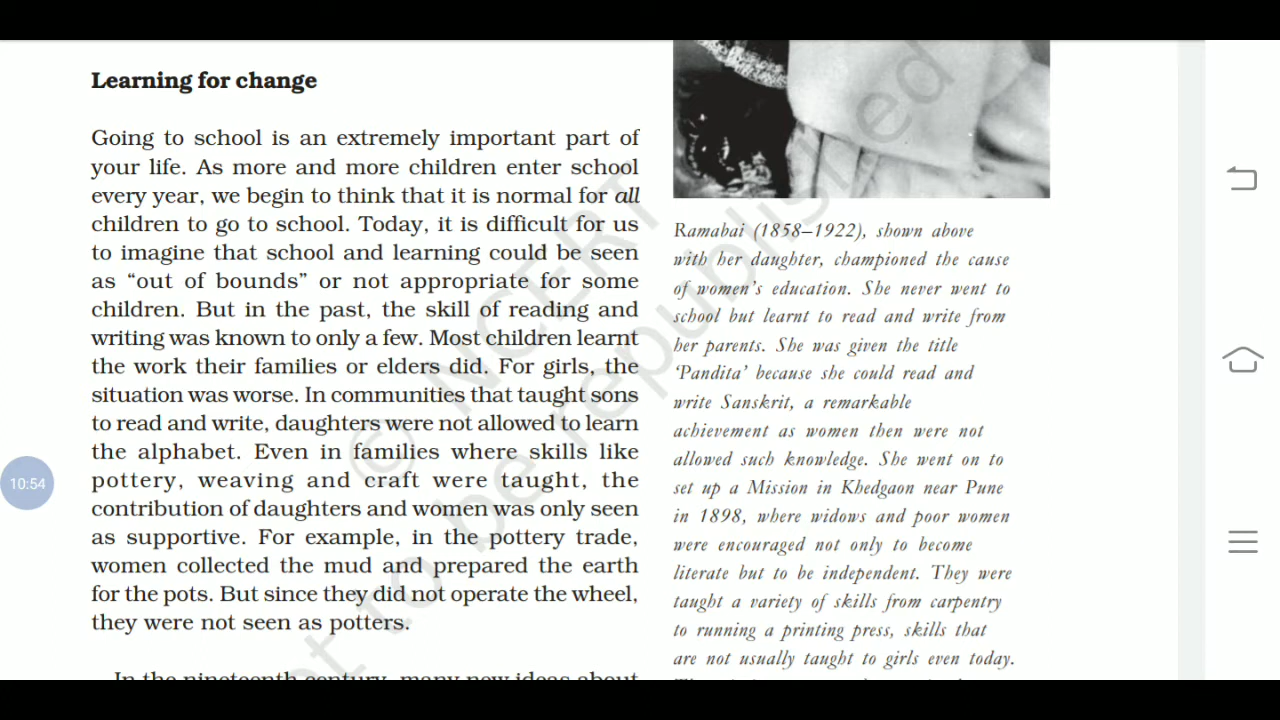 Learning for change
Going to school is an extremely important part of
your life. As more and more children enter school
every year, we begin to think that it is normal for all
children to go to school. Today, it is difficult for us
to imagine that school and learning could be seen
as “out of bounds” or not appropriate for some
children. But in the past, the skill of reading and
writing was known to only a few. Most children learnt
the work their families or elders did. For girls, the
situation was worse. In communities that taught sons
to read and write, daughters were not allowed to learn
the alphabet. Even in families where skills like
pottery, weaving and craft were taught, the
contribution of daughters and women was only seen
as supportive. For example, in the pottery trade,
women collected the mud and prepared the earth
for the pots. But since they did not operate the wheel,
they were not seen as potters.
In the nineteenth century, many new ideas about
Ramabai (1858–1922), shown above
with her daughter, championed the cause
of women’s education. She never went to
school but learnt to read and write from
her parents. She was given the title
‘Pandita’ because she could read and
write Sanskrit, a remarkable
achievement as women then were not
allowed such knowledge. She went on to
set up a Mission in Khedgaon near Pune
in 1898, where widows and poor women
were encouraged not only to become
literate but to be independent. They were
taught a variety of skills from carpentry
to running a printing press, skills that
are not usually taught to girls even today.
© NCERT
not to be republished
10:54